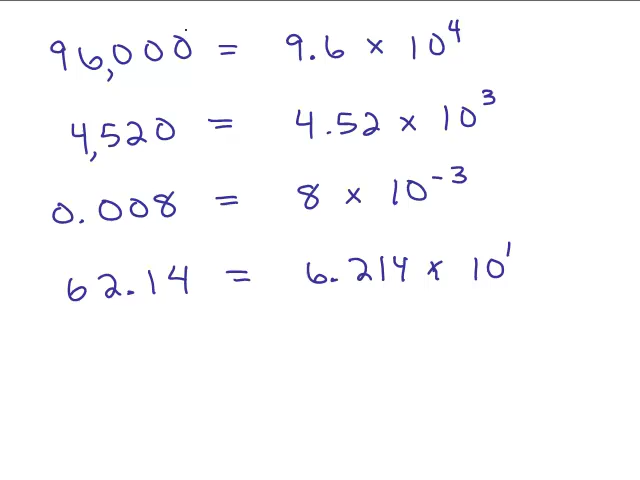 96,000 = 9.6 × 10⁴
4,520 = 4.52 × 10³
0.008 = 8 × 10⁻³
62.14 = 6.214 × 10¹